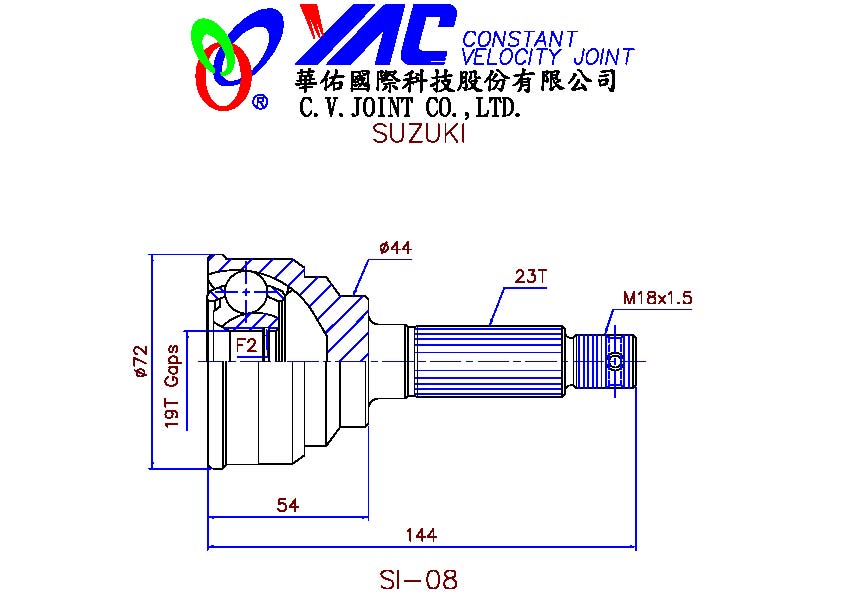 YAC CONSTANT
VELOCITY JOINT
®
華佑國際科技股份有限公司
C.V.JOINT CO.,LTD.
SUZUKI
ø44
23T
M18x1.5
F2
ø72
19T Gaps
54
144
SI-08